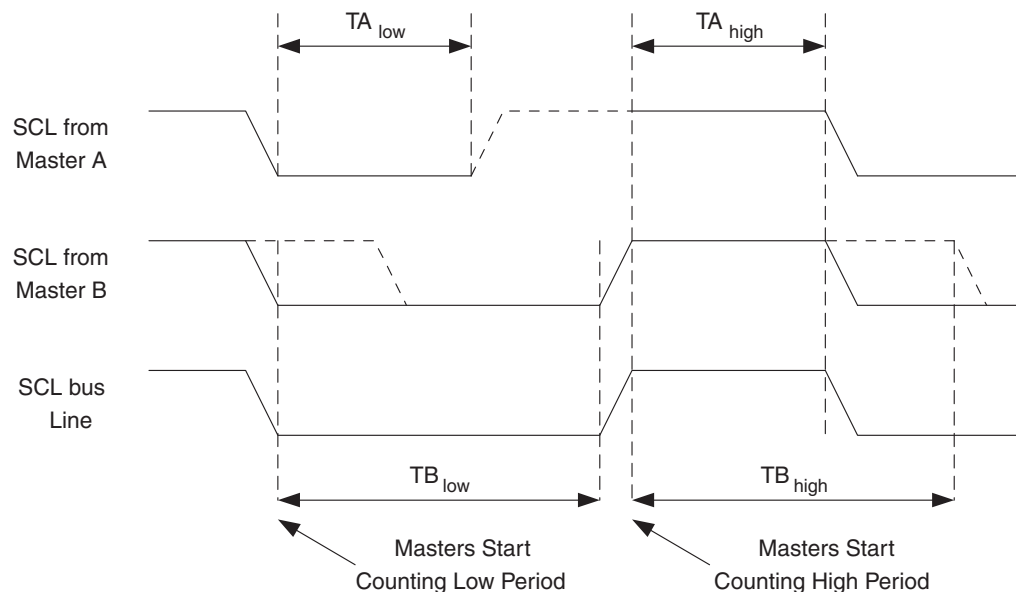 TA low
TA high
SCL from
Master A
SCL from
Master B
SCL bus
Line
TB low
TB high
Masters Start
Counting Low Period
Masters Start
Counting High Period